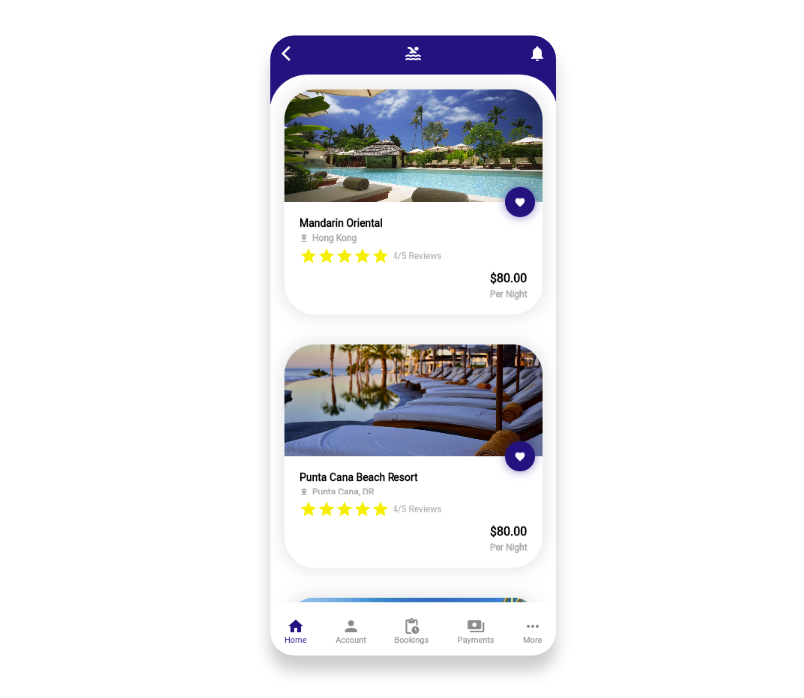 Mandarin Oriental
Hong Kong
4/5 Reviews
$80.00
Per Night
Punta Cana Beach Resort
Punta Cana, DR
4/5 Reviews
$80.00
Per Night
Home Account Bookings Payments More